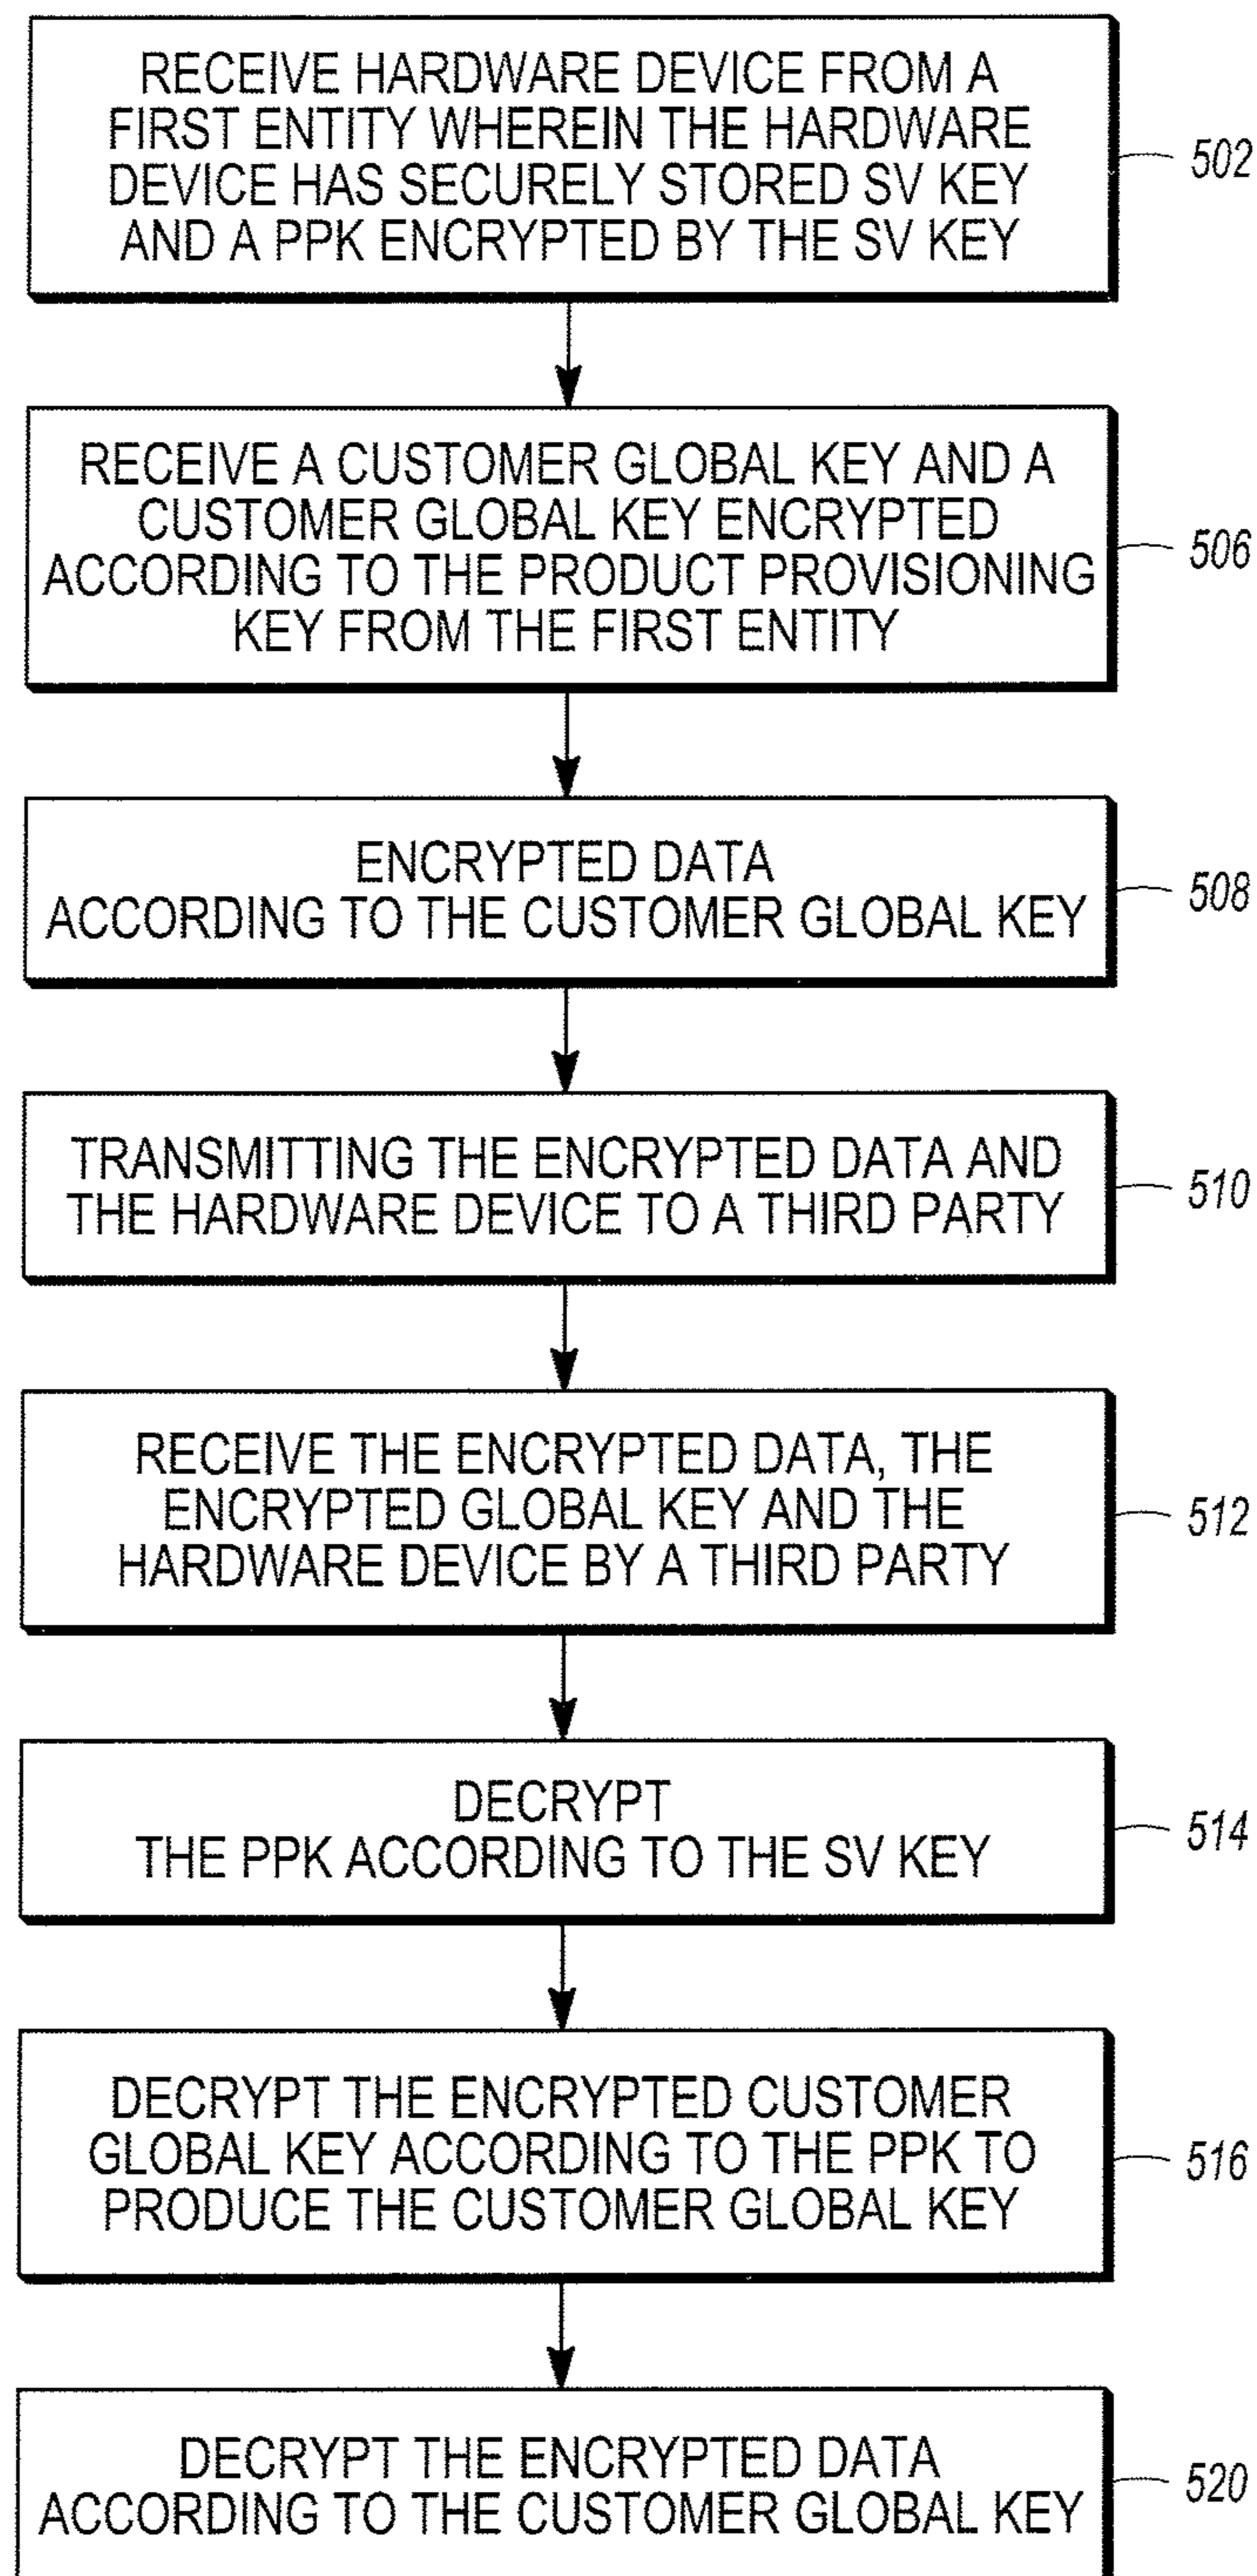 RECEIVE HARDWARE DEVICE FROM A
FIRST ENTITY WHEREIN THE HARDWARE
DEVICE HAS SECURELY STORED SV KEY
AND A PPK ENCRYPTED BY THE SV KEY
502
RECEIVE A CUSTOMER GLOBAL KEY AND A
CUSTOMER GLOBAL KEY ENCRYPTED
ACCORDING TO THE PRODUCT PROVISIONING
KEY FROM THE FIRST ENTITY
506
ENCRYPTED DATA
ACCORDING TO THE CUSTOMER GLOBAL KEY
508
TRANSMITTING THE ENCRYPTED DATA AND
THE HARDWARE DEVICE TO A THIRD PARTY
510
RECEIVE THE ENCRYPTED DATA, THE
ENCRYPTED GLOBAL KEY AND THE
HARDWARE DEVICE BY A THIRD PARTY
512
DECRYPT
THE PPK ACCORDING TO THE SV KEY
514
DECRYPT THE ENCRYPTED CUSTOMER
GLOBAL KEY ACCORDING TO THE PPK TO
PRODUCE THE CUSTOMER GLOBAL KEY
516
DECRYPT THE ENCRYPTED DATA
ACCORDING TO THE CUSTOMER GLOBAL KEY
520